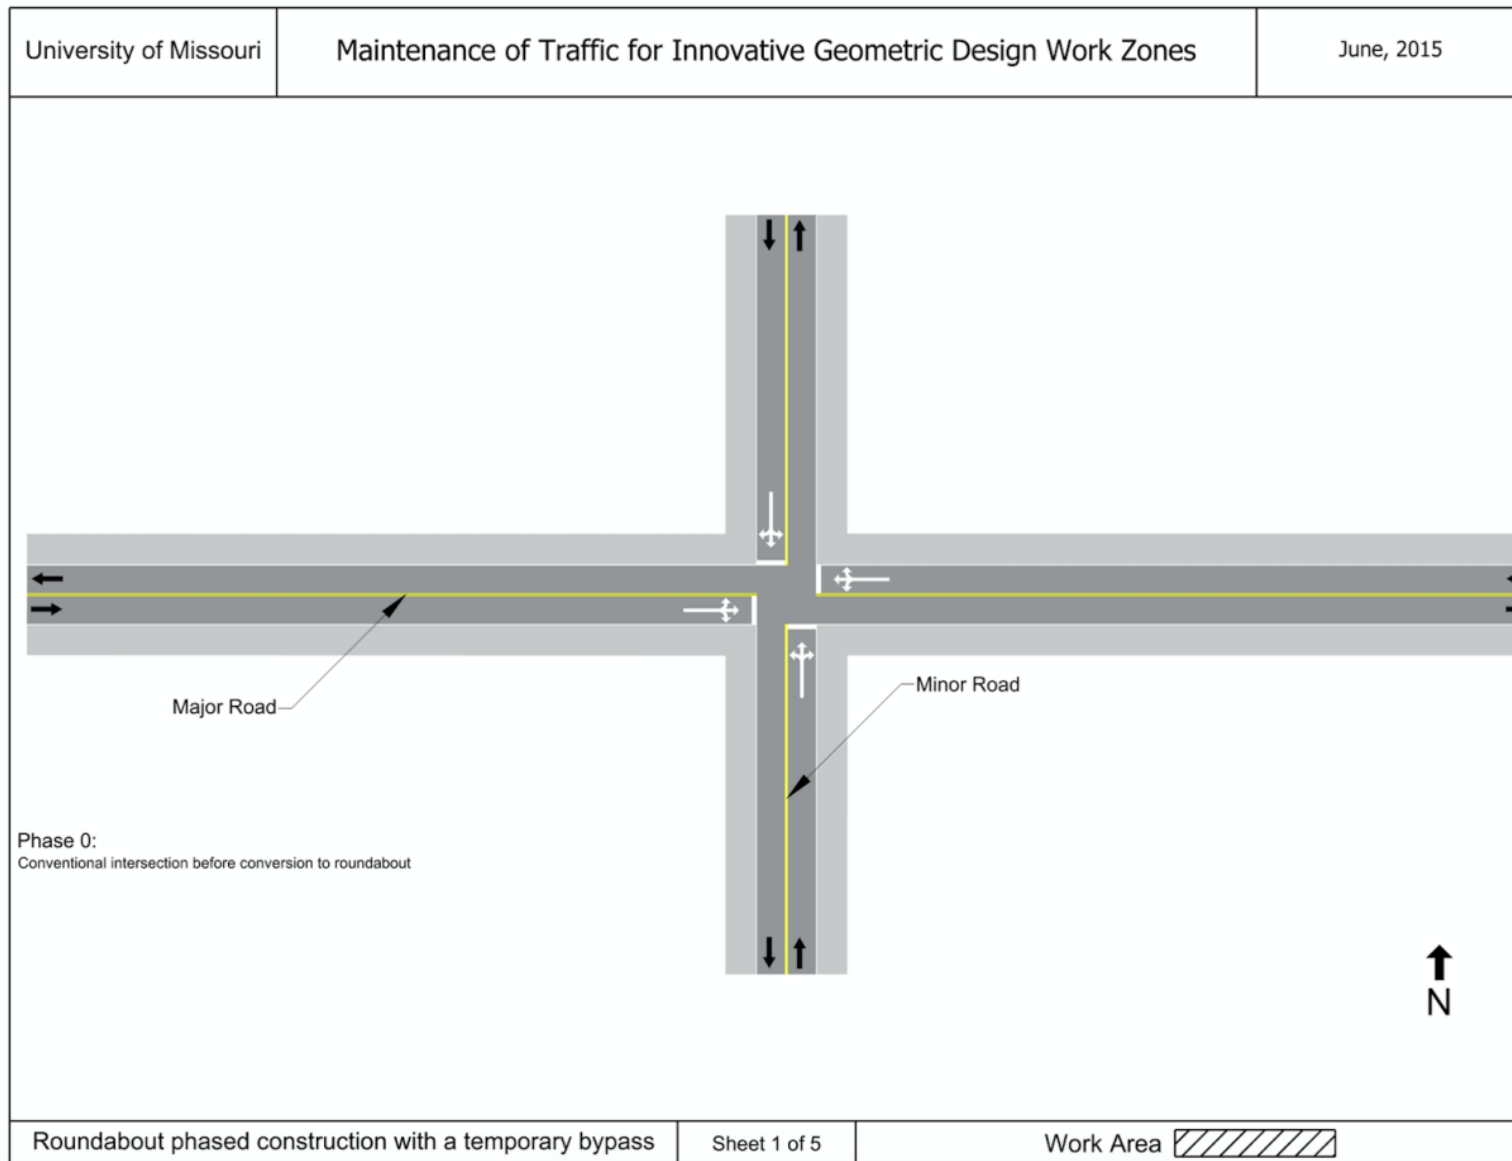 University of Missouri
Maintenance of Traffic for Innovative Geometric Design Work Zones
June, 2015
Major Road
Minor Road
Phase 0:
Conventional intersection before conversion to roundabout
N
Roundabout phased construction with a temporary bypass
Sheet 1 of 5
Work Area